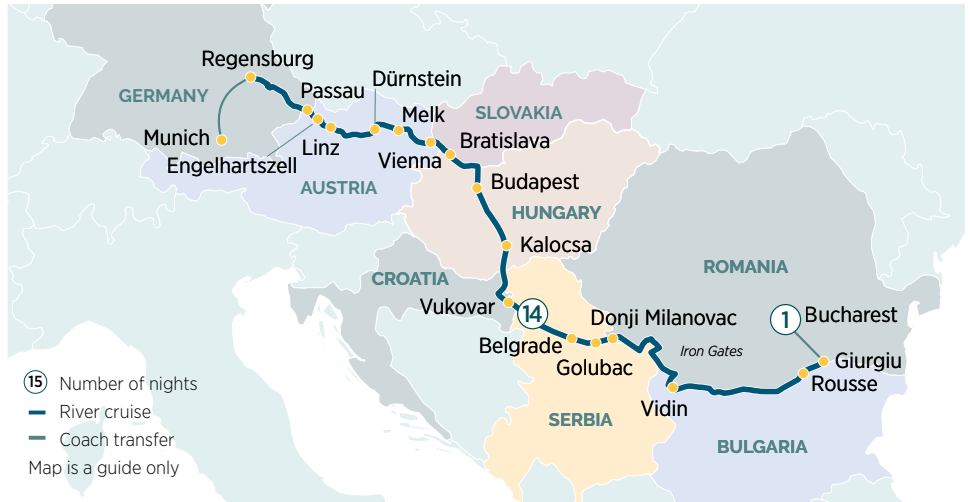 Regensburg
GERMANY
Passau
Dürnstein
Munich
Engelhartszell
Linz
Melk
SLOVAKIA
Vienna
Bratislava
AUSTRIA
Budapest
HUNGARY
Kalocsa
CROATIA
ROMANIA
Vukovar
14
Donji Milanovac
1
Bucharest
Belgrade
Golubac
Iron Gates
Giurgiu
Rousse
Vidin
SERBIA
BULGARIA
15 Number of nights
River cruise
Coach transfer
Map is a guide only